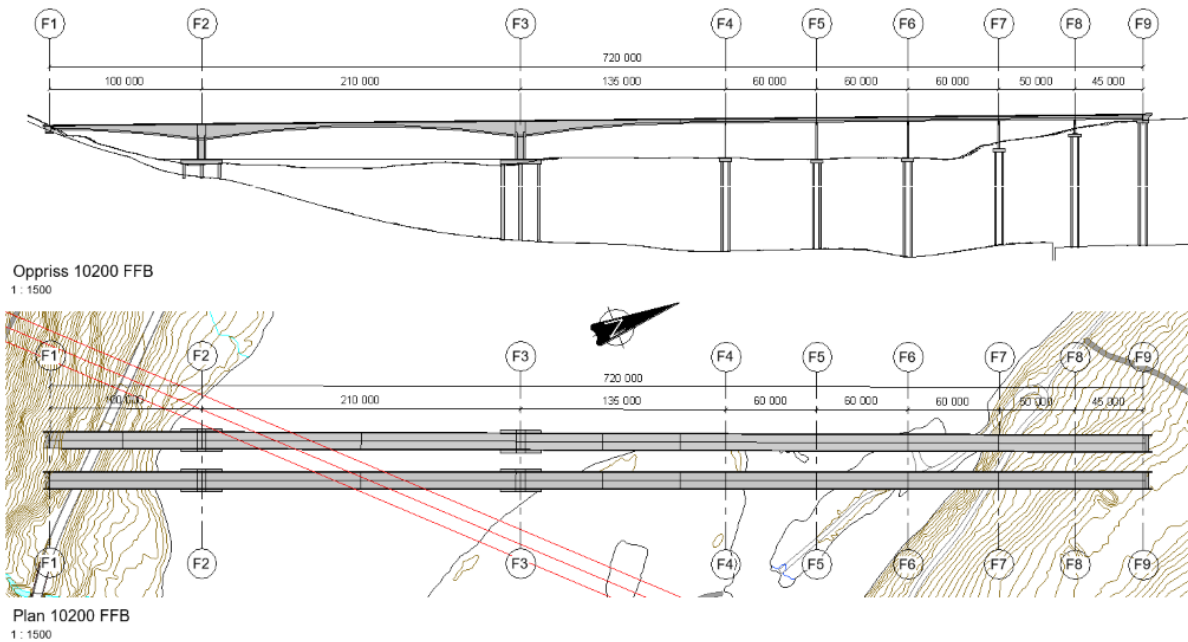 F1 F2 F3 F4 F5 F6 F7 F8 F9
720 000
100 000 210 000 135 000 60 000 60 000 60 000 50 000 45 000
Oppriss 10200 FFB
1 : 1500
N
F1 F2 F3 F4 F5 F6 F7 F8 F9
720 000
100 000 210 000 135 000 60 000 60 000 60 000 50 000 45 000
F1 F2 F3 F4 F5 F6 F7 F8 F9
Plan 10200 FFB
1 : 1500